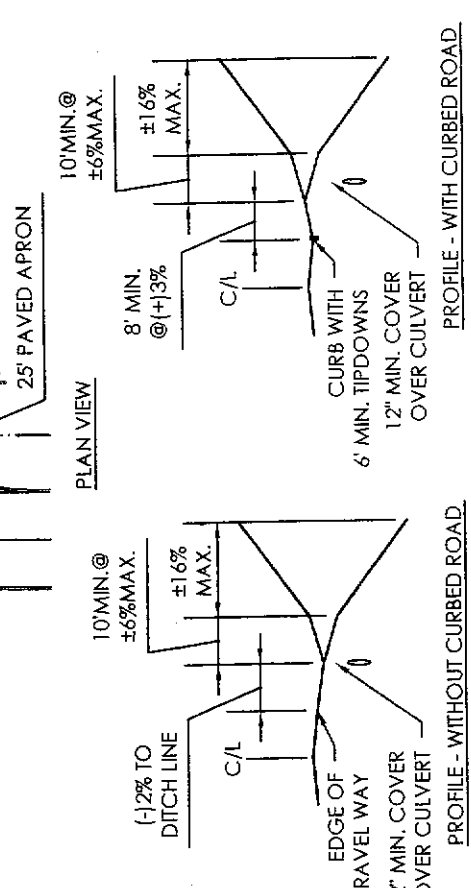 25' PAVED APRON
PLAN VIEW
10'MIN.@
±6%MAX.
±16%
MAX.
8' MIN.
@(+)3%
C/L
CURB WITH
6' MIN. TIPDOWNS
12" MIN. COVER
OVER CULVERT
PROFILE - WITH CURBED ROAD
10'MIN.@
±6%MAX.
±16%
MAX.
(-)2% TO
DITCH LINE
C/L
EDGE OF
MIN. COVER
CULVERT
PROFILE - WITHOUT CURBED ROAD